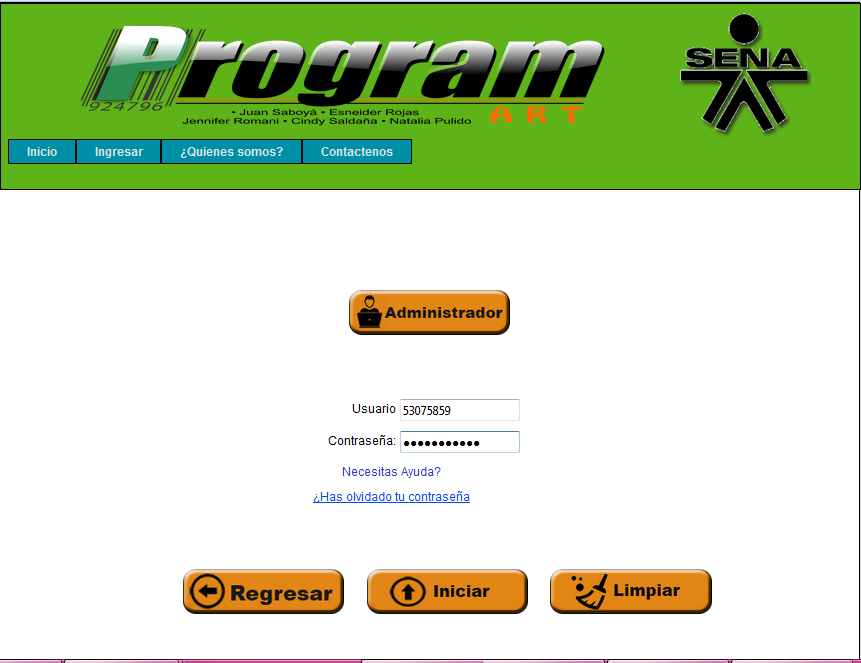 Program
924796
• Juan Saboyá • Esneider Rojas
Jennifer Romani • Cindy Saldaña • Natalia Pulido
ART
SENA
Inicio Ingresar ¿Quienes somos? Contactenos
Administrador
Usuario 53075859
Contraseña: •••••••••••
Necesitas Ayuda?
¿Has olvidado tu contraseña
Regresar Iniciar Limpiar